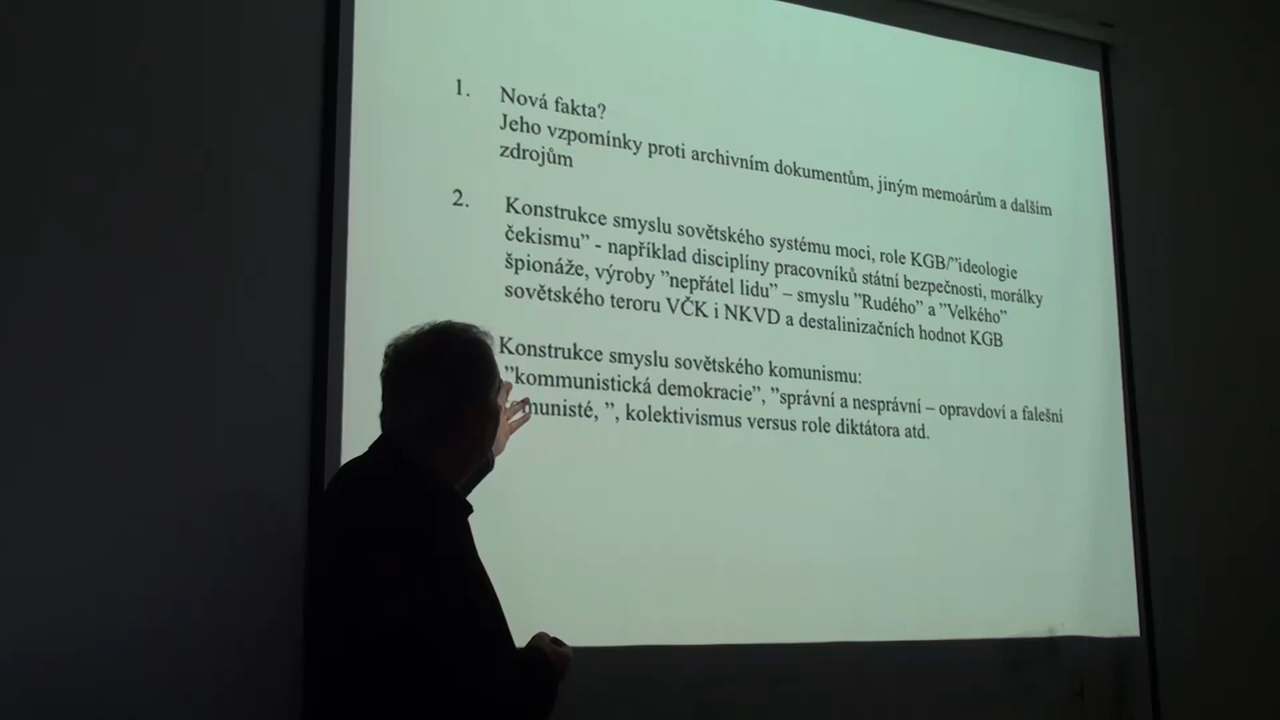 1. Nová fakta?
Jeho vzpomínky proti archivním dokumentům, jiným memoárům a dalším
zdrojům
2. Konstrukce smyslu sovětského systému moci, role KGB/”ideologie
čekismu” - například disciplíny pracovníků státní bezpečnosti, morálky
špionáže, výroby ”nepřátel lidu” – smyslu ”Rudého” a ”Velkého”
sovětského teroru VČK i NKVD a destalinizačních hodnot KGB
Konstrukce smyslu sovětského komunismu:
”kommunistická demokracie”, ”správní a nesprávní – opravdoví a falešní
munisté, ”, kolektivismus versus role diktátora atd.